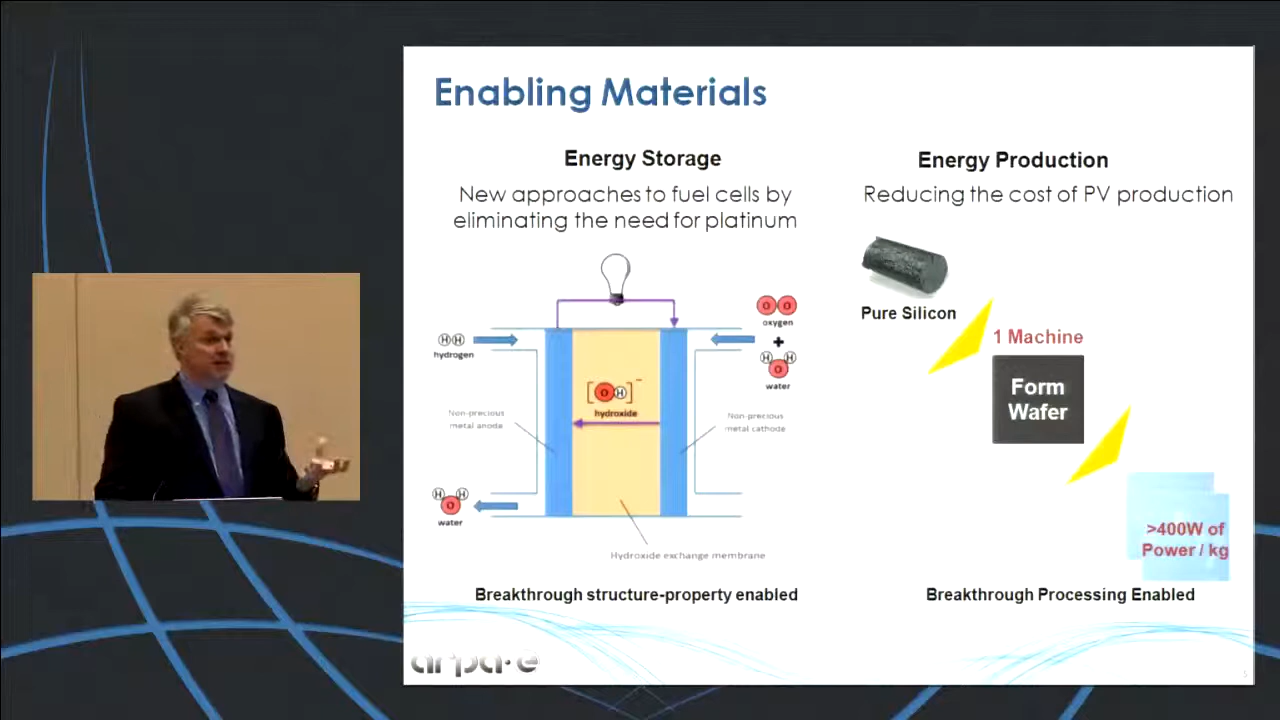 Enabling Materials
Energy Storage
New approaches to fuel cells by
eliminating the need for platinum
H H
hydrogen
O O
oxygen
+
H H
O
water
[O H]⁻
hydroxide
Non-precious
metal anode
Non-precious
metal cathode
H H
O
water
Hydroxide exchange membrane
Breakthrough structure-property enabled
Energy Production
Reducing the cost of PV production
Pure Silicon
1 Machine
Form
Wafer
>400W of
Power / kg
Breakthrough Processing Enabled
arpa·e
5